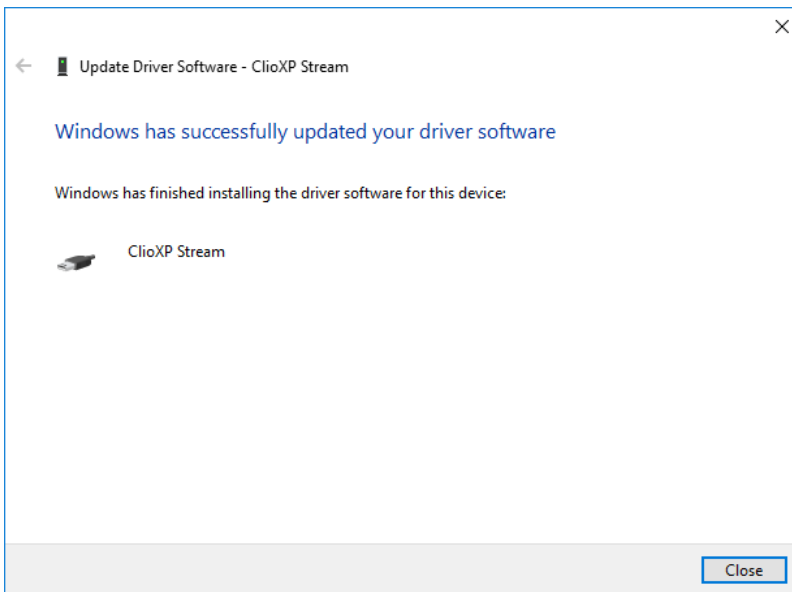 Update Driver Software - ClioXP Stream
Windows has successfully updated your driver software
Windows has finished installing the driver software for this device:
ClioXP Stream
Close